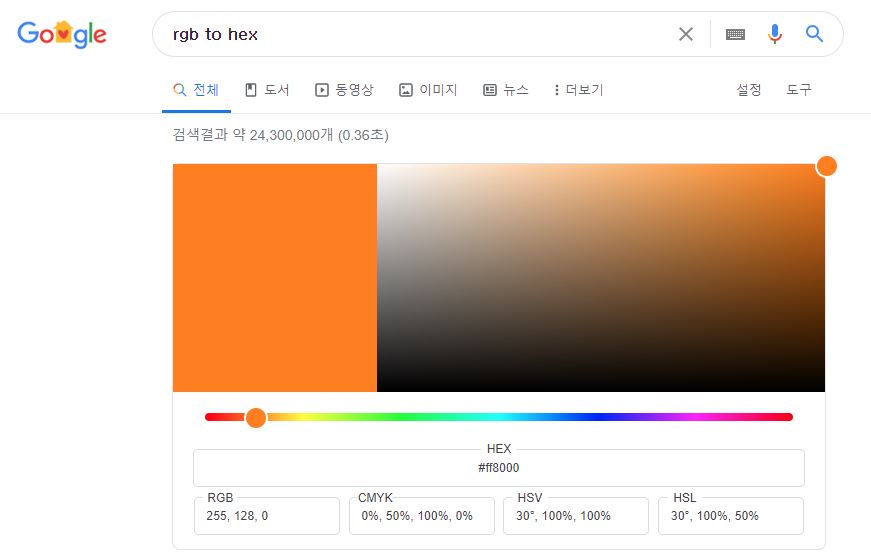 Google
rgb to hex
전체 도서 동영상 이미지 뉴스 더보기 설정 도구
검색결과 약 24,300,000개 (0.36초)
HEX
#ff8000
RGB CMYK HSV HSL
255, 128, 0 0%, 50%, 100%, 0% 30°, 100%, 100% 30°, 100%, 50%